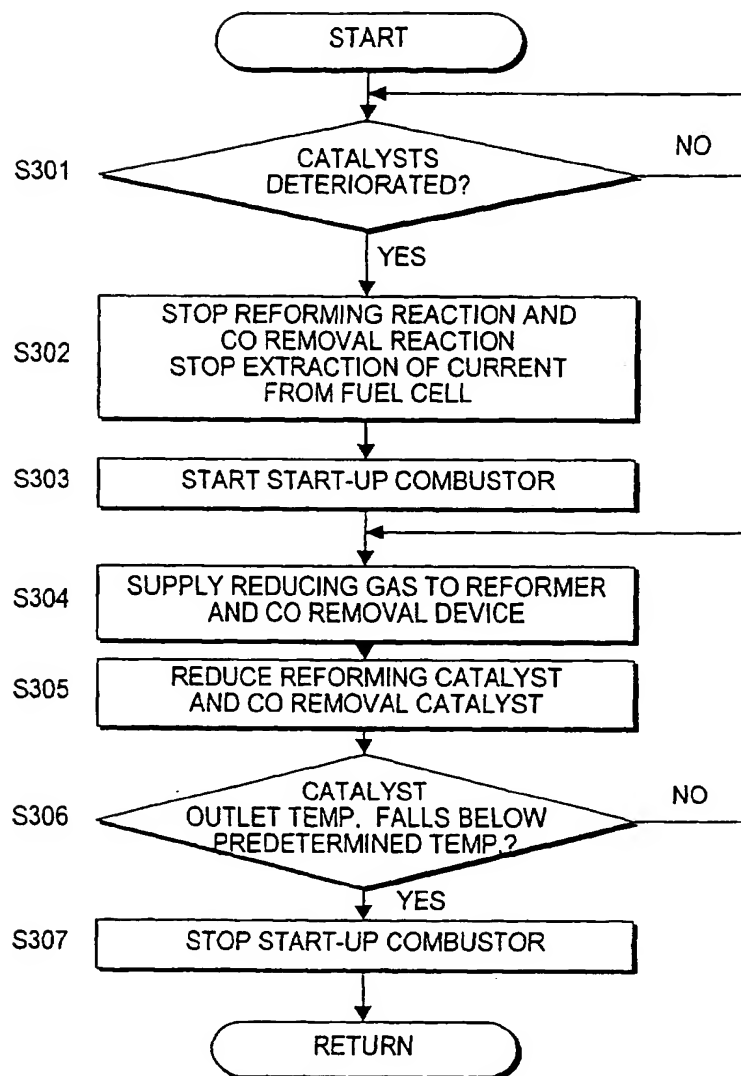 START
S301
CATALYSTS
DETERIORATED?
NO
YES
S302
STOP REFORMING REACTION AND
CO REMOVAL REACTION
STOP EXTRACTION OF CURRENT
FROM FUEL CELL
S303
START START-UP COMBUSTOR
S304
SUPPLY REDUCING GAS TO REFORMER
AND CO REMOVAL DEVICE
S305
REDUCE REFORMING CATALYST
AND CO REMOVAL CATALYST
S306
CATALYST
OUTLET TEMP. FALLS BELOW
PREDETERMINED TEMP.?
NO
YES
S307
STOP START-UP COMBUSTOR
RETURN